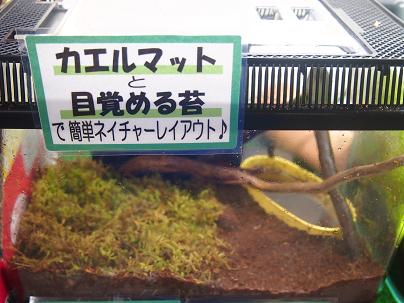 カエルマット
と
目覚める苔
で簡単ネイチャーレイアウト♪